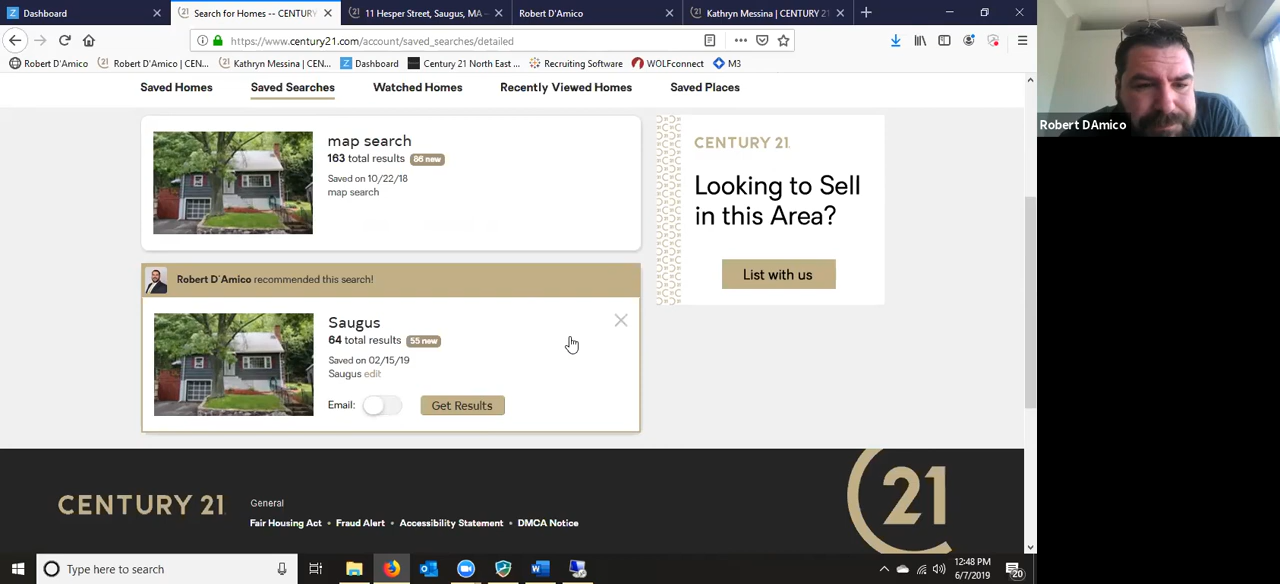 Dashboard
Search for Homes -- CENTURY
11 Hesper Street, Saugus, MA -
Robert D'Amico
Kathryn Messina | CENTURY 21
https://www.century21.com/account/saved_searches/detailed
Robert D'Amico
Robert D'Amico | CEN...
Kathryn Messina | CEN...
Dashboard
Century 21 North East ...
Recruiting Software
WOLFconnect
M3
Saved Homes
Saved Searches
Watched Homes
Recently Viewed Homes
Saved Places
map search
163 total results 86 new
Saved on 10/22/18
map search
CENTURY 21.
Looking to Sell
in this Area?
List with us
Robert D'Amico recommended this search!
Saugus
64 total results 55 new
Saved on 02/15/19
Saugus edit
Email:
Get Results
CENTURY 21.
General
Fair Housing Act • Fraud Alert • Accessibility Statement • DMCA Notice
21
Type here to search
12:48 PM
6/7/2019
20
Robert DAmico